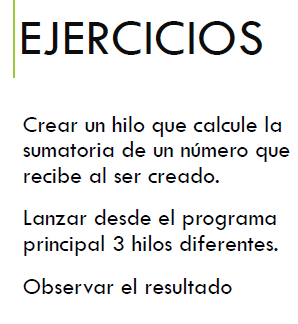 EJERCICIOS
Crear un hilo que calcule la
sumatoria de un número que
recibe al ser creado.
Lanzar desde el programa
principal 3 hilos diferentes.
Observar el resultado